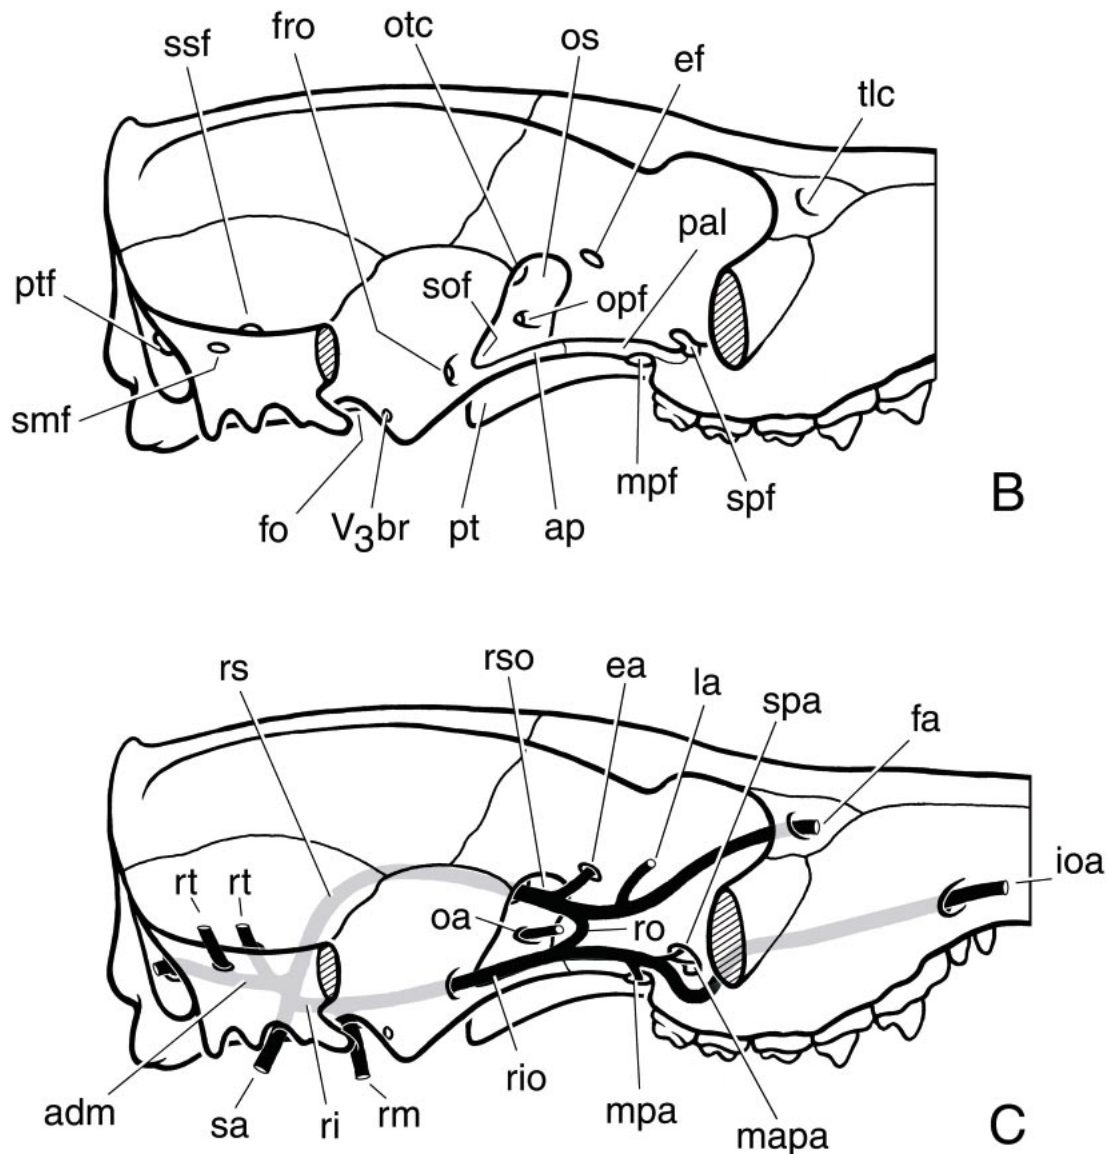 ssf fro otc os ef tlc
ptf sof opf pal
smf
fo V₃br pt ap mpf spf B
rs rso ea la spa fa
rt rt oa ro ioa
adm sa ri rm rio mpa mapa C